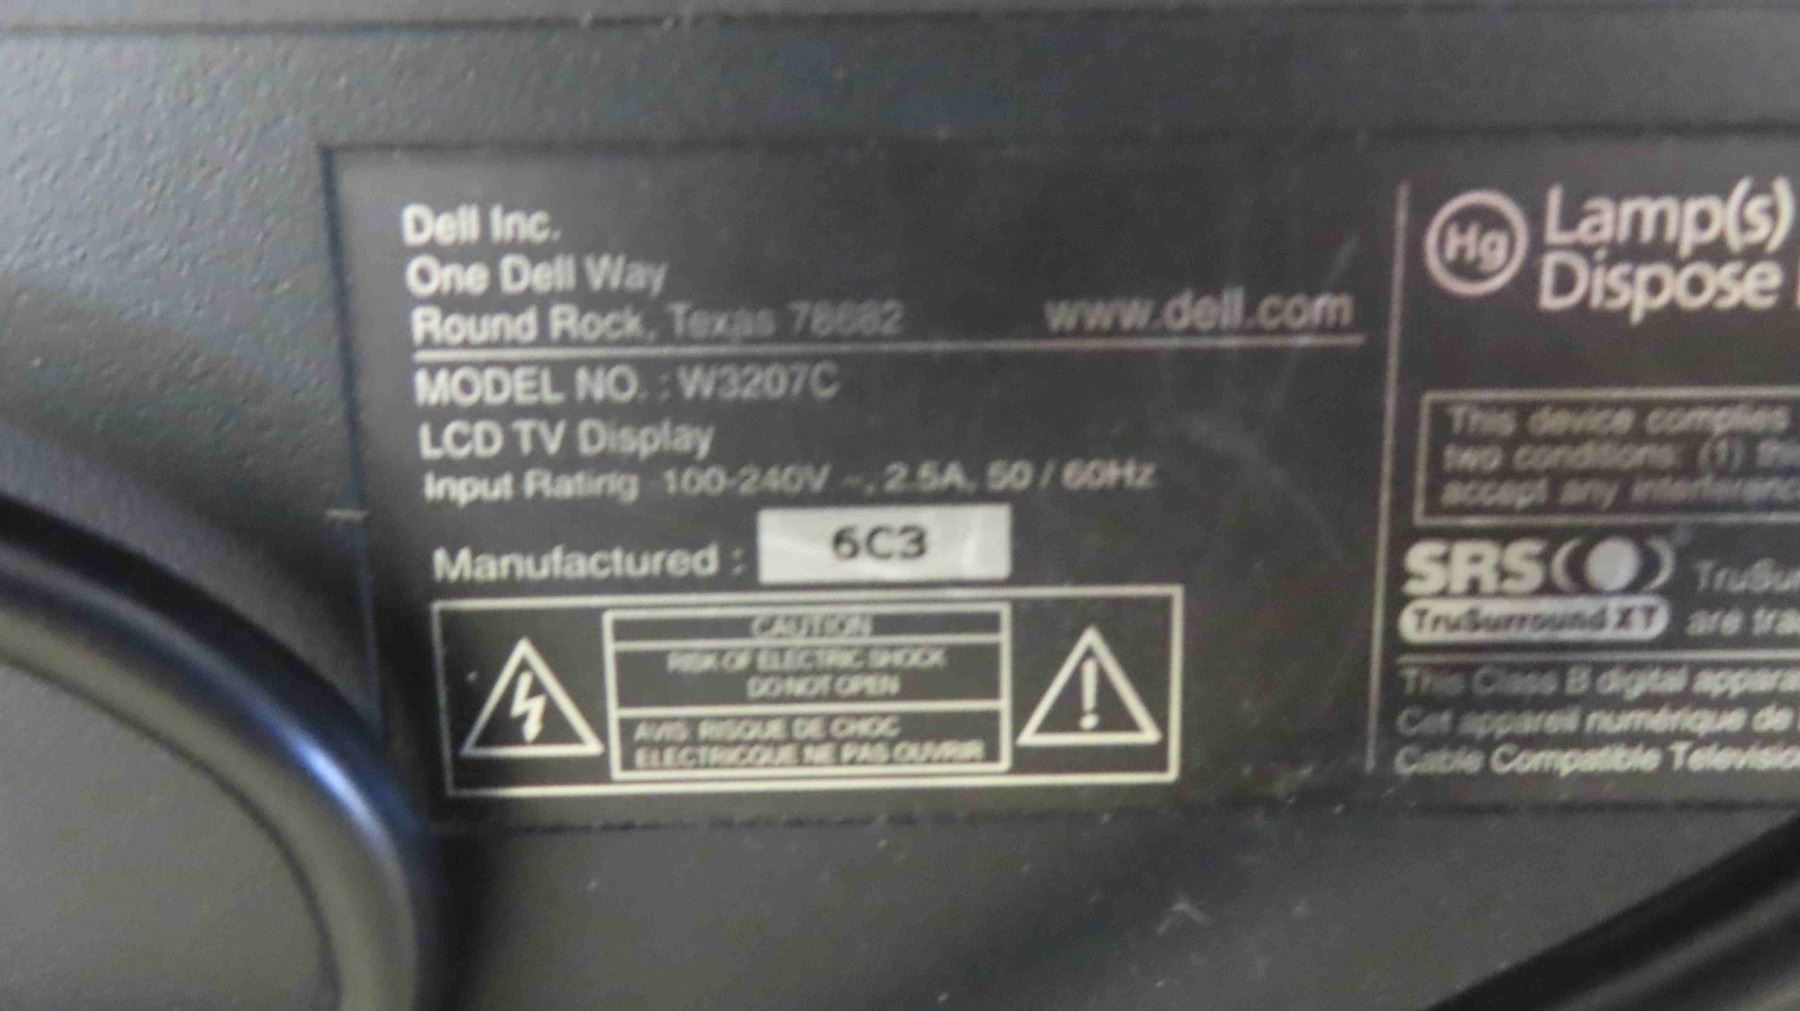 Dell Inc.
One Dell Way
Round Rock, Texas 78682
www.dell.com
MODEL NO. : W3207C
LCD TV Display
Input Rating 100-240V ~, 2.5A, 50 / 60Hz
Manufactured : 6C3
CAUTION
RISK OF ELECTRIC SHOCK
DO NOT OPEN
AVIS: RISQUE DE CHOC
ELECTRICQUE NE PAS OUVRIR
Hg
Lamp(s)
Dispose
This device complies
two conditions: (1) this
accept any
SRS
TruSurround XT
are
This Class B digital
Cet appareil numérique de
Cable Compatible